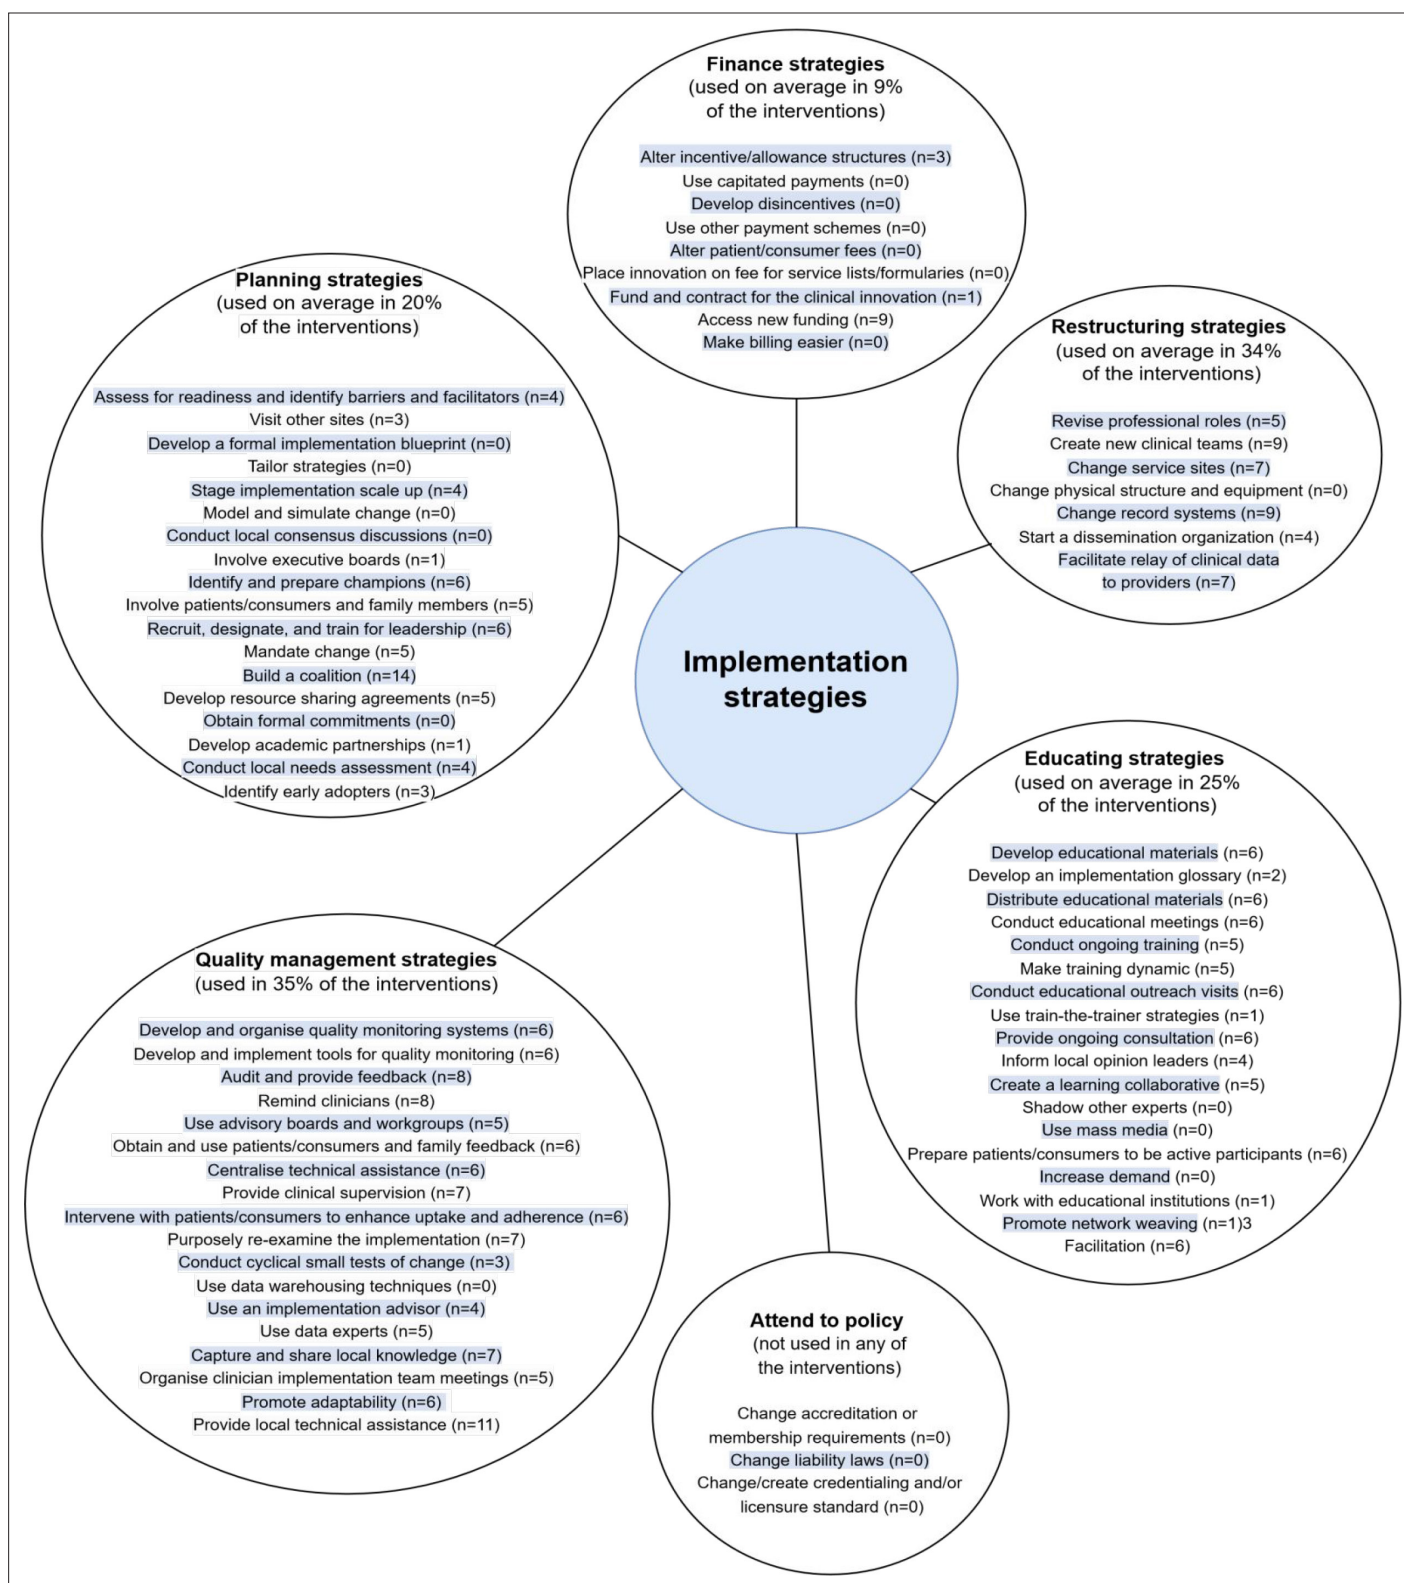 Finance strategies
(used on average in 9%
of the interventions)
Alter incentive/allowance structures (n=3)
Use capitated payments (n=0)
Develop disincentives (n=0)
Use other payment schemes (n=0)
Alter patient/consumer fees (n=0)
Place innovation on fee for service lists/formularies (n=0)
Fund and contract for the clinical innovation (n=1)
Access new funding (n=9)
Make billing easier (n=0)
Planning strategies
(used on average in 20%
of the interventions)
Assess for readiness and identify barriers and facilitators (n=4)
Visit other sites (n=3)
Develop a formal implementation blueprint (n=0)
Tailor strategies (n=0)
Stage implementation scale up (n=4)
Model and simulate change (n=0)
Conduct local consensus discussions (n=0)
Involve executive boards (n=1)
Identify and prepare champions (n=6)
Involve patients/consumers and family members (n=5)
Recruit, designate, and train for leadership (n=6)
Mandate change (n=5)
Build a coalition (n=14)
Develop resource sharing agreements (n=5)
Obtain formal commitments (n=0)
Develop academic partnerships (n=1)
Conduct local needs assessment (n=4)
Identify early adopters (n=3)
Restructuring strategies
(used on average in 34%
of the interventions)
Revise professional roles (n=5)
Create new clinical teams (n=9)
Change service sites (n=7)
Change physical structure and equipment (n=0)
Change record systems (n=9)
Start a dissemination organization (n=4)
Facilitate relay of clinical data
to providers (n=7)
Implementation
strategies
Educating strategies
(used on average in 25%
of the interventions)
Develop educational materials (n=6)
Develop an implementation glossary (n=2)
Distribute educational materials (n=6)
Conduct educational meetings (n=6)
Conduct ongoing training (n=5)
Make training dynamic (n=5)
Conduct educational outreach visits (n=6)
Use train-the-trainer strategies (n=1)
Provide ongoing consultation (n=6)
Inform local opinion leaders (n=4)
Create a learning collaborative (n=5)
Shadow other experts (n=0)
Use mass media (n=0)
Prepare patients/consumers to be active participants (n=6)
Increase demand (n=0)
Work with educational institutions (n=1)
Promote network weaving (n=1)3
Facilitation (n=6)
Quality management strategies
(used in 35% of the interventions)
Develop and organise quality monitoring systems (n=6)
Develop and implement tools for quality monitoring (n=6)
Audit and provide feedback (n=8)
Remind clinicians (n=8)
Use advisory boards and workgroups (n=5)
Obtain and use patients/consumers and family feedback (n=6)
Centralise technical assistance (n=6)
Provide clinical supervision (n=7)
Intervene with patients/consumers to enhance uptake and adherence (n=6)
Purposely re-examine the implementation (n=7)
Conduct cyclical small tests of change (n=3)
Use data warehousing techniques (n=0)
Use an implementation advisor (n=4)
Use data experts (n=5)
Capture and share local knowledge (n=7)
Organise clinician implementation team meetings (n=5)
Promote adaptability (n=6)
Provide local technical assistance (n=11)
Attend to policy
(not used in any of
the interventions)
Change accreditation or
membership requirements (n=0)
Change liability laws (n=0)
Change/create credentialing and/or
licensure standard (n=0)